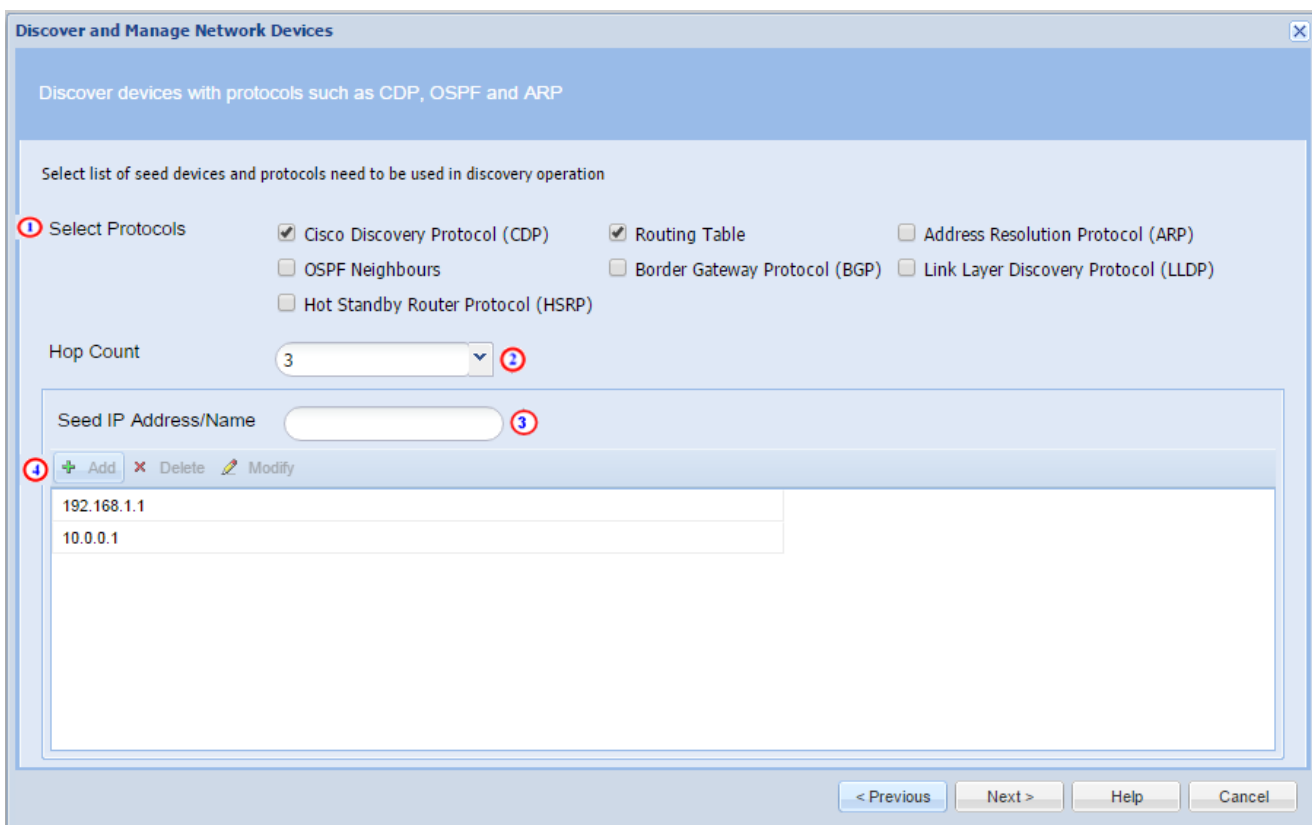 Discover and Manage Network Devices
Discover devices with protocols such as CDP, OSPF and ARP
Select list of seed devices and protocols need to be used in discovery operation
1 Select Protocols
Cisco Discovery Protocol (CDP) Routing Table Address Resolution Protocol (ARP)
OSPF Neighbours Border Gateway Protocol (BGP) Link Layer Discovery Protocol (LLDP)
Hot Standby Router Protocol (HSRP)
Hop Count 3 2
Seed IP Address/Name 3
4 Add Delete Modify
192.168.1.1
10.0.0.1
< Previous Next > Help Cancel